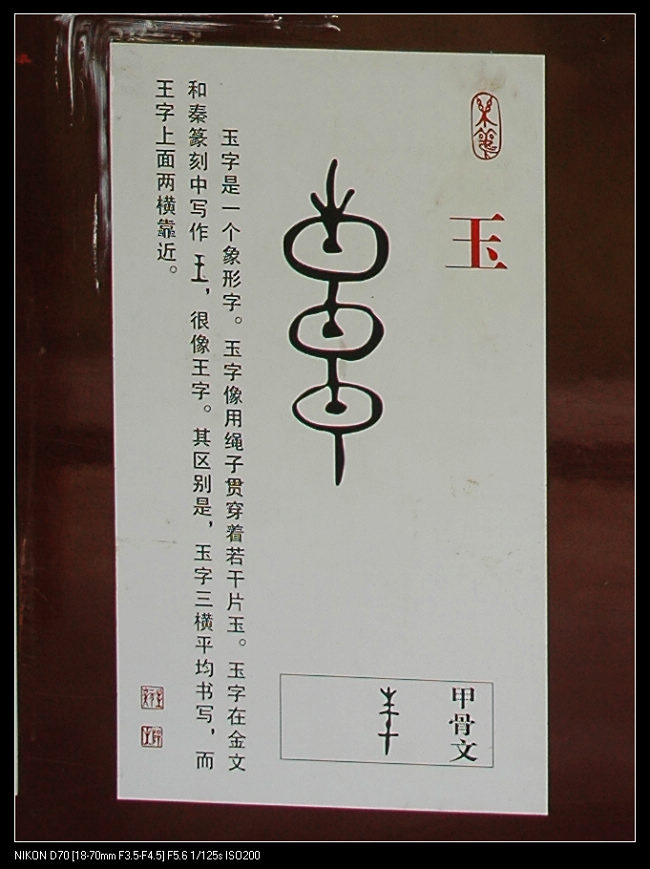 玉
玉字是一个象形字。玉字像用绳子贯穿着若干片玉。玉字在金文
和秦篆刻中写作王，很像王字。其区别是，玉字三横平均书写，而
王字上面两横靠近。
甲骨文
NIKON D70 [18-70mm F3.5-F4.5] F5.6 1/125s ISO200